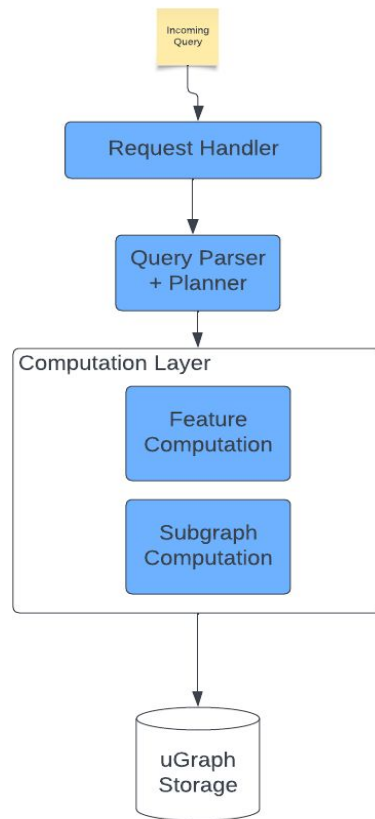 Incoming
Query
Request Handler
Query Parser
+ Planner
Computation Layer
Feature
Computation
Subgraph
Computation
uGraph
Storage